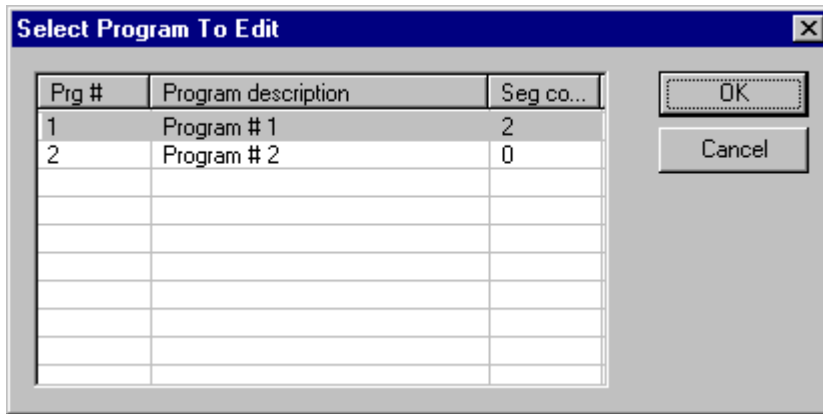 Select Program To Edit
Prg # Program description Seg co...
1 Program # 1 2
2 Program # 2 0
OK
Cancel